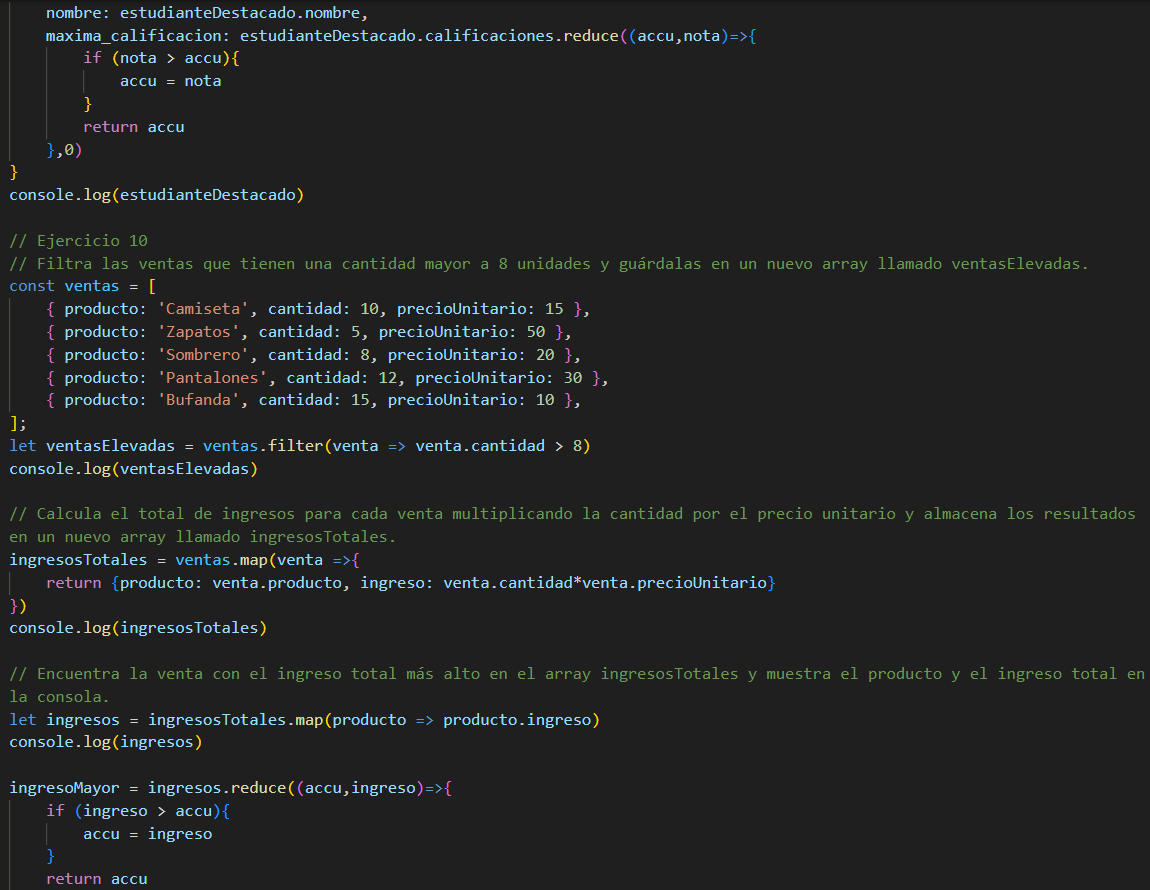 nombre: estudianteDestacado.nombre,
    maxima_calificacion: estudianteDestacado.calificaciones.reduce((accu,nota)=>{
        if (nota > accu){
            accu = nota
        }
        return accu
    },0)
}
console.log(estudianteDestacado)

// Ejercicio 10
// Filtra las ventas que tienen una cantidad mayor a 8 unidades y guárdalas en un nuevo array llamado ventasElevadas.
const ventas = [
    { producto: 'Camiseta', cantidad: 10, precioUnitario: 15 },
    { producto: 'Zapatos', cantidad: 5, precioUnitario: 50 },
    { producto: 'Sombrero', cantidad: 8, precioUnitario: 20 },
    { producto: 'Pantalones', cantidad: 12, precioUnitario: 30 },
    { producto: 'Bufanda', cantidad: 15, precioUnitario: 10 },
];
let ventasElevadas = ventas.filter(venta => venta.cantidad > 8)
console.log(ventasElevadas)

// Calcula el total de ingresos para cada venta multiplicando la cantidad por el precio unitario y almacena los resultados
en un nuevo array llamado ingresosTotales.
ingresosTotales = ventas.map(venta =>{
    return {producto: venta.producto, ingreso: venta.cantidad*venta.precioUnitario}
})
console.log(ingresosTotales)

// Encuentra la venta con el ingreso total más alto en el array ingresosTotales y muestra el producto y el ingreso total en
la consola.
let ingresos = ingresosTotales.map(producto => producto.ingreso)
console.log(ingresos)

ingresoMayor = ingresos.reduce((accu,ingreso)=>{
    if (ingreso > accu){
        accu = ingreso
    }
    return accu